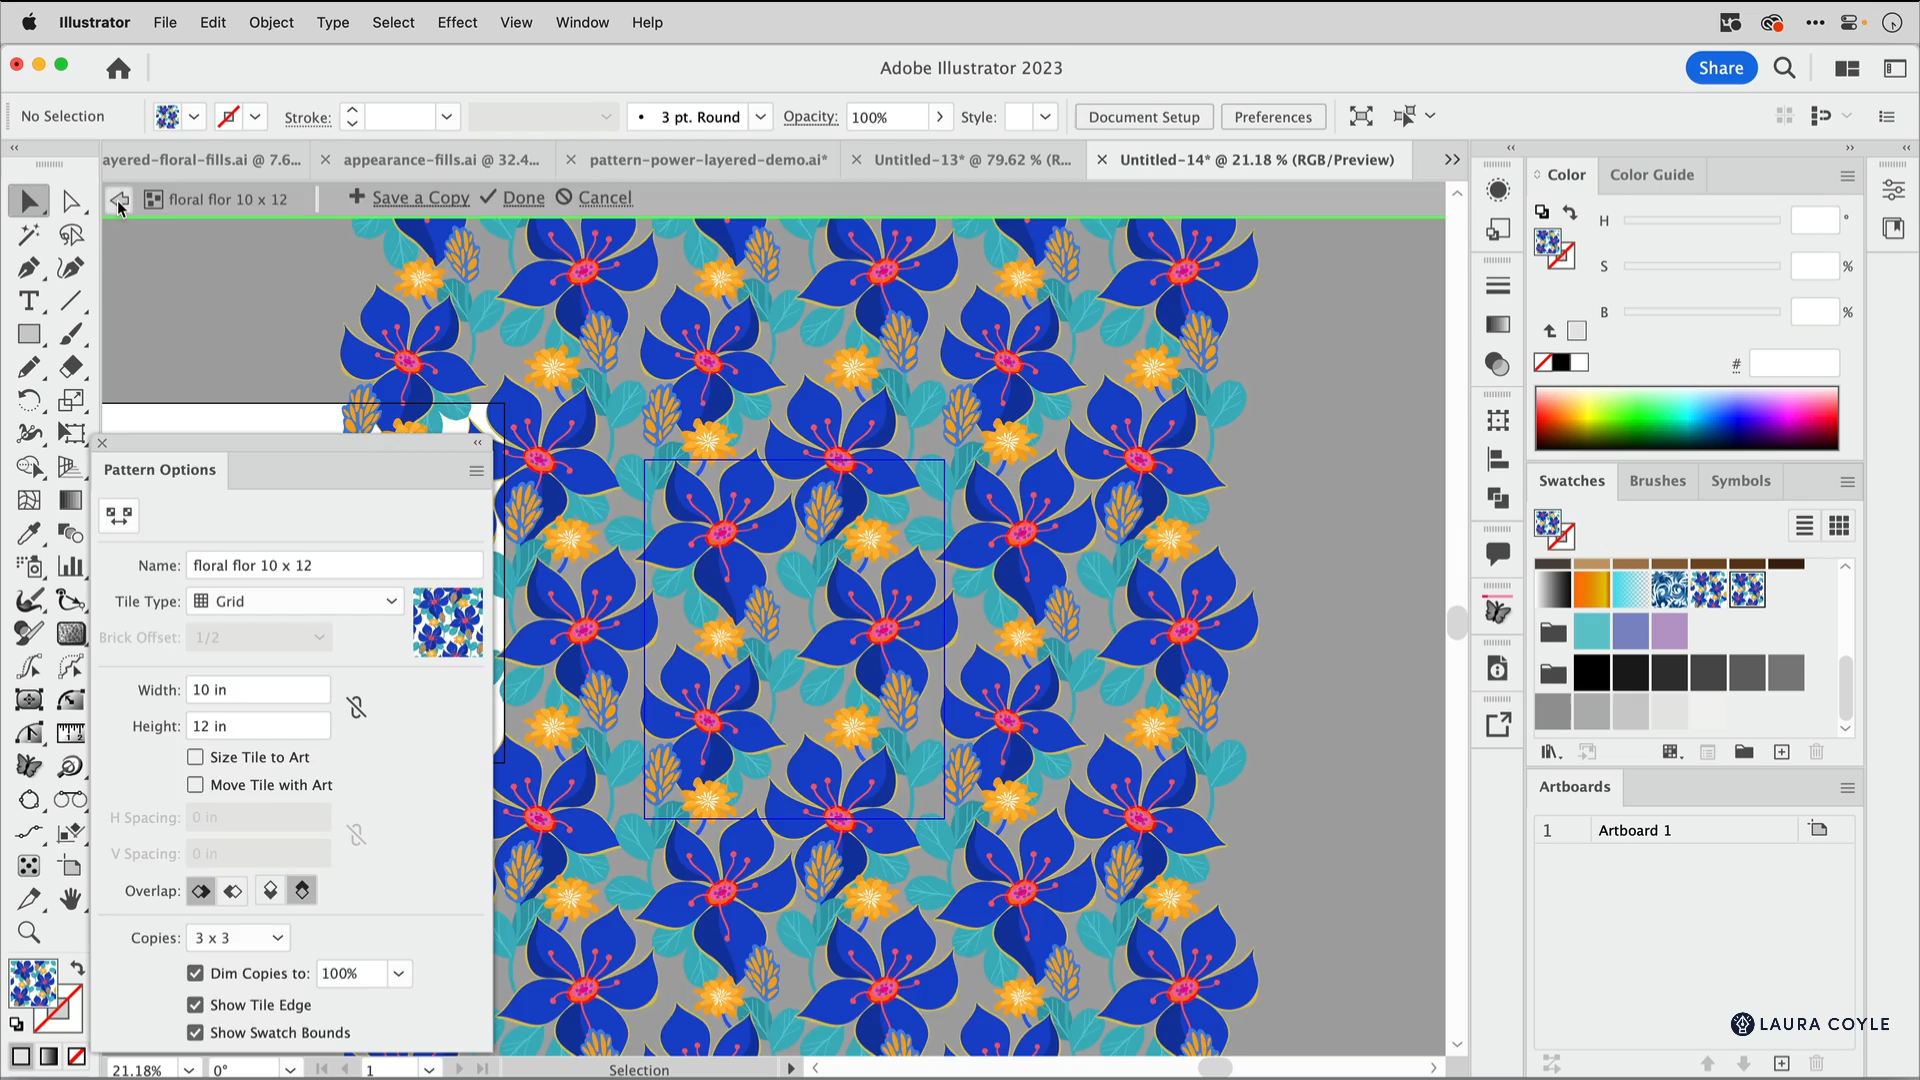 Illustrator File Edit Object Type Select Effect View Window Help
Adobe Illustrator 2023
Share
No Selection
Stroke:
3 pt. Round
Opacity: 100%
Style:
Document Setup
Preferences
ayered-floral-fills.ai @ 7.6...
appearance-fills.ai @ 32.4...
pattern-power-layered-demo.ai*
Untitled-13* @ 79.62 % (R...
Untitled-14* @ 21.18 % (RGB/Preview)
floral flor 10 x 12
Save a Copy
Done
Cancel
Pattern Options
Name: floral flor 10 x 12
Tile Type: Grid
Brick Offset: 1/2
Width: 10 in
Height: 12 in
Size Tile to Art
Move Tile with Art
H Spacing: 0 in
V Spacing: 0 in
Overlap:
Copies: 3 x 3
Dim Copies to: 100%
Show Tile Edge
Show Swatch Bounds
21.18%
0°
1
Selection
Color
Color Guide
H °
S %
B %
#
Swatches
Brushes
Symbols
Artboards
1 Artboard 1
LAURA COYLE